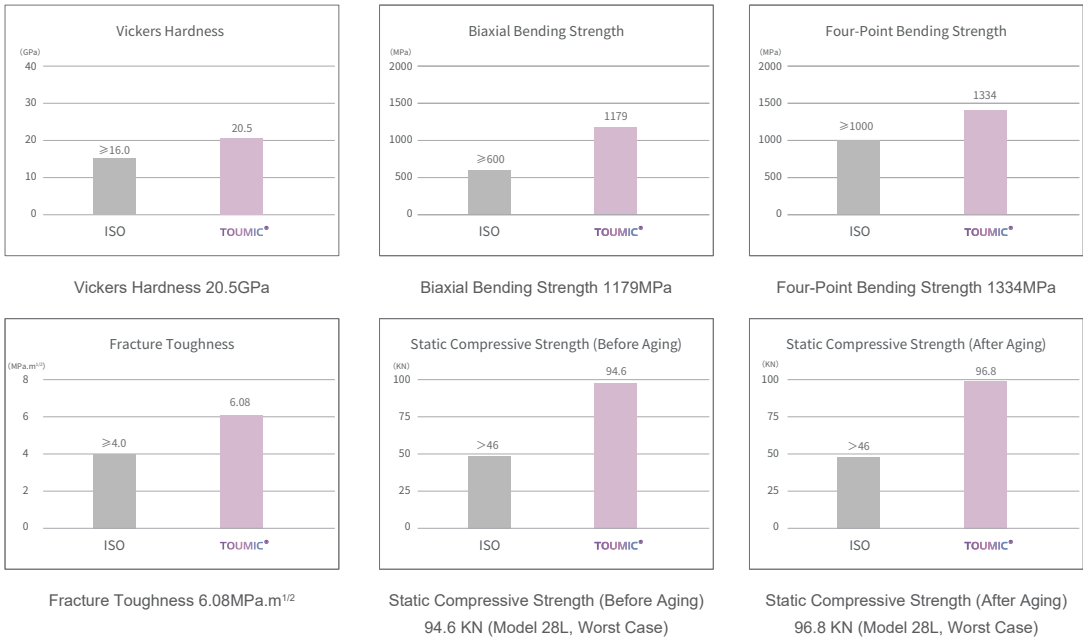 Vickers Hardness
(GPa)
40
30
20
10
0
≥16.0
20.5
ISO
TOUMIC®
Vickers Hardness 20.5GPa
Biaxial Bending Strength
(MPa)
2000
1500
1000
500
0
≥600
1179
ISO
TOUMIC®
Biaxial Bending Strength 1179MPa
Four-Point Bending Strength
(MPa)
2000
1500
1000
500
0
≥1000
1334
ISO
TOUMIC®
Four-Point Bending Strength 1334MPa
Fracture Toughness
(MPa.m¹/²)
8
6
4
2
0
≥4.0
6.08
ISO
TOUMIC®
Fracture Toughness 6.08MPa.m¹/²
Static Compressive Strength (Before Aging)
(KN)
100
75
50
25
0
>46
94.6
ISO
TOUMIC®
Static Compressive Strength (Before Aging)
94.6 KN (Model 28L, Worst Case)
Static Compressive Strength (After Aging)
(KN)
100
75
50
25
0
>46
96.8
ISO
TOUMIC®
Static Compressive Strength (After Aging)
96.8 KN (Model 28L, Worst Case)